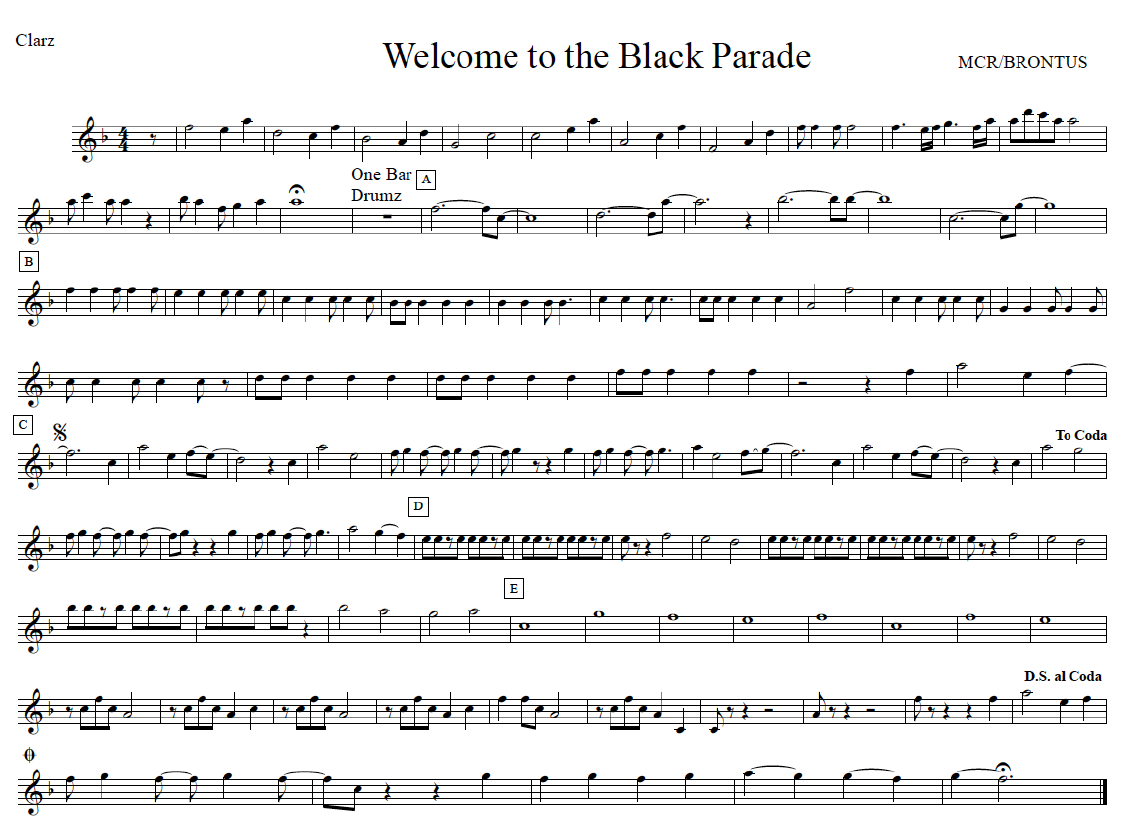 Clarz
Welcome to the Black Parade
MCR/BRONTUS
One Bar
Drumz
A
B
C
To Coda
D
E
D.S. al Coda